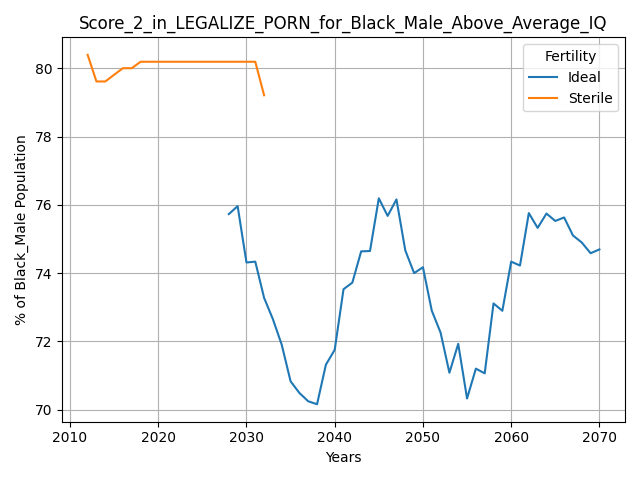 Score_2_in_LEGALIZE_PORN_for_Black_Male_Above_Average_IQ
Fertility
Ideal
Sterile
% of Black_Male Population
80
78
76
74
72
70
2010 2020 2030 2040 2050 2060 2070
Years